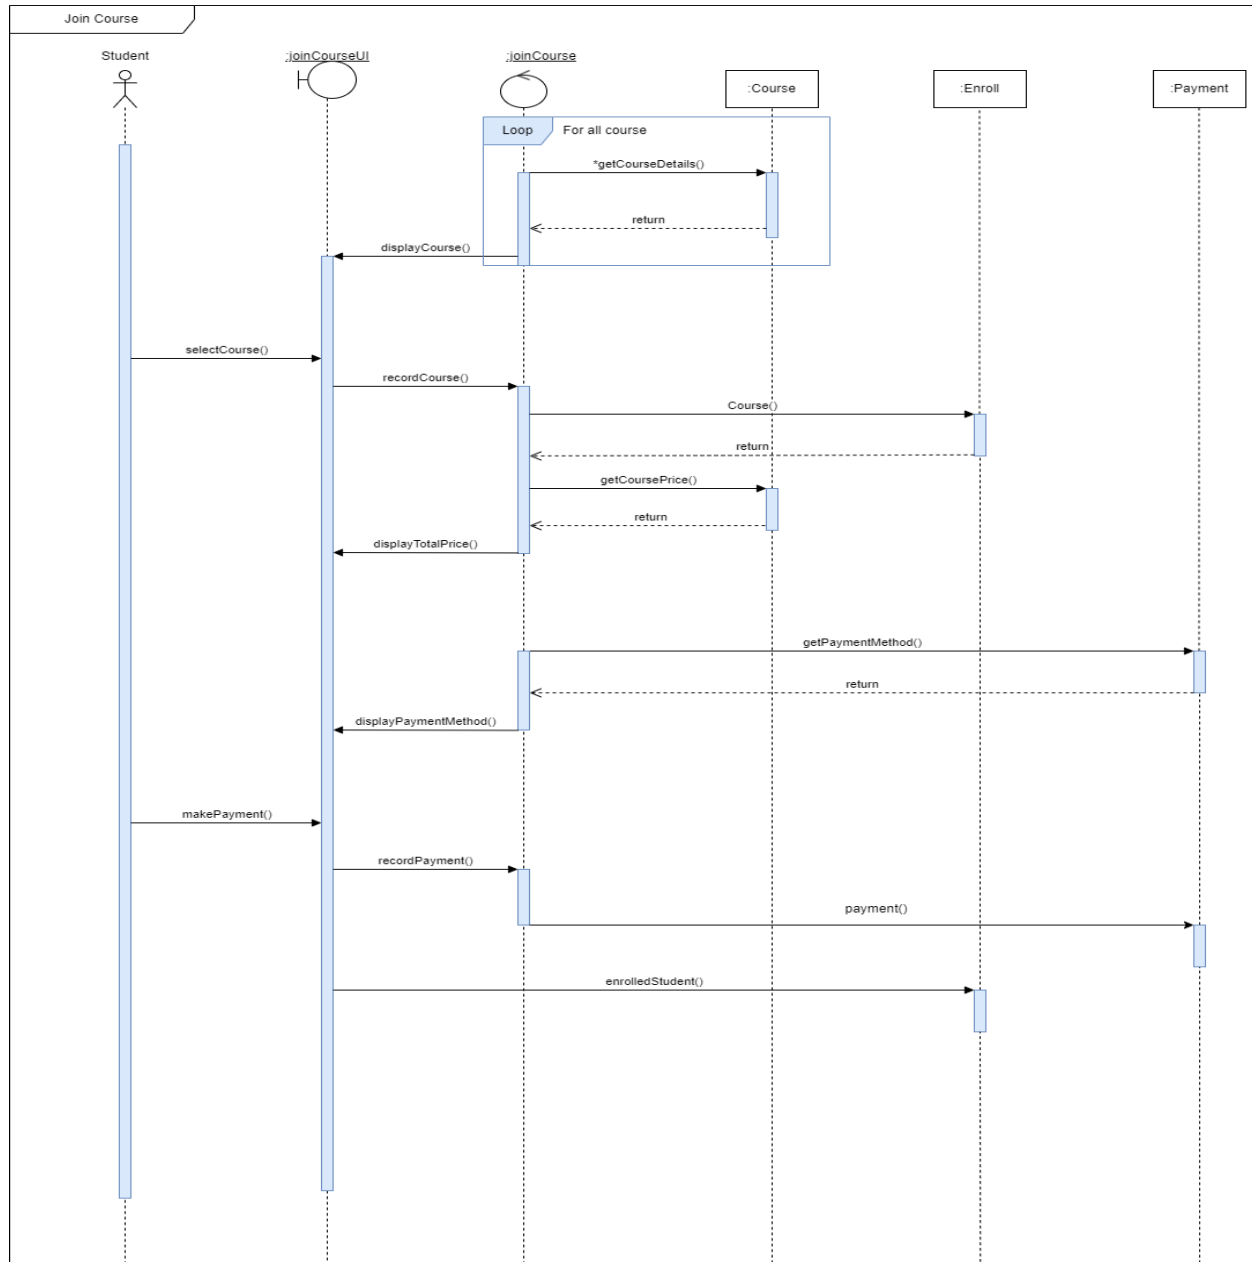 Join Course
Student
:joinCourseUI
:joinCourse
:Course
:Enroll
:Payment
Loop
For all course
*getCourseDetails()
return
displayCourse()
selectCourse()
recordCourse()
Course()
return
getCoursePrice()
return
displayTotalPrice()
getPaymentMethod()
return
displayPaymentMethod()
makePayment()
recordPayment()
payment()
enrolledStudent()